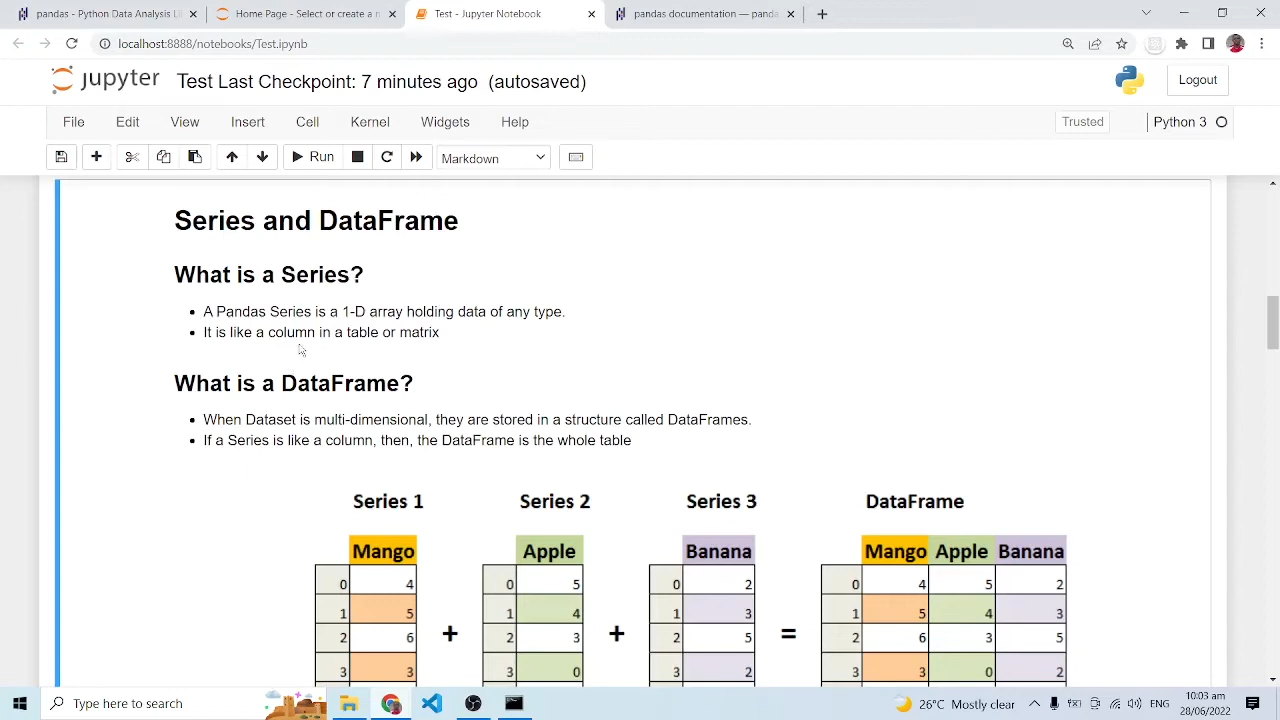 pandas - Python Data Analysis Li
Home Page - Select or create a n
Test - Jupyter Notebook
pandas documentation — panda
localhost:8888/notebooks/Test.ipynb
jupyter Test Last Checkpoint: 7 minutes ago (autosaved)
Logout
File Edit View Insert Cell Kernel Widgets Help
Trusted
Python 3
Run
Markdown
Series and DataFrame
What is a Series?
A Pandas Series is a 1-D array holding data of any type.
It is like a column in a table or matrix
What is a DataFrame?
When Dataset is multi-dimensional, they are stored in a structure called DataFrames.
If a Series is like a column, then, the DataFrame is the whole table
Series 1 Series 2 Series 3 DataFrame
Mango Apple Banana Mango Apple Banana
0 4 0 5 0 2 0 4 5 2
1 5 1 4 1 3 1 5 4 3
2 6 + 2 3 + 2 5 = 2 6 3 5
3 3 3 0 3 2 3 3 0 2
Type here to search
26°C Mostly clear
ENG
10:03 am
28/06/2022